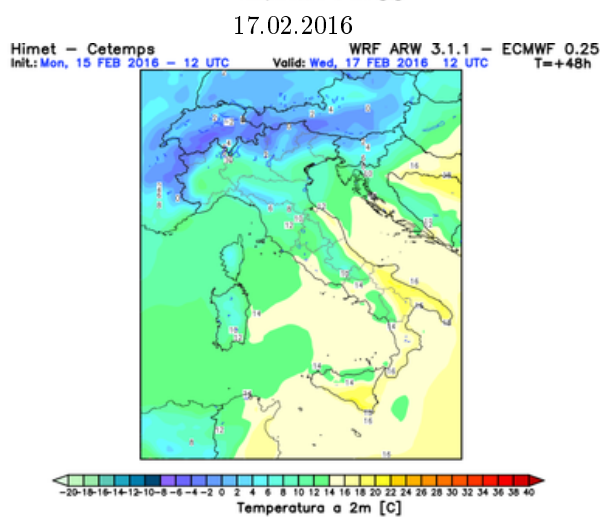 17.02.2016
Himet – Cetemps WRF ARW 3.1.1 – ECMWF 0.25
Init.: Mon, 15 FEB 2016 – 12 UTC Valid: Wed, 17 FEB 2016 12 UTC T=+48h
-20-18-16-14-12-10-8 -6 -4 -2 0 2 4 6 8 10 12 14 16 18 20 22 24 26 28 30 32 34 36 38 40
Temperatura a 2m [C]